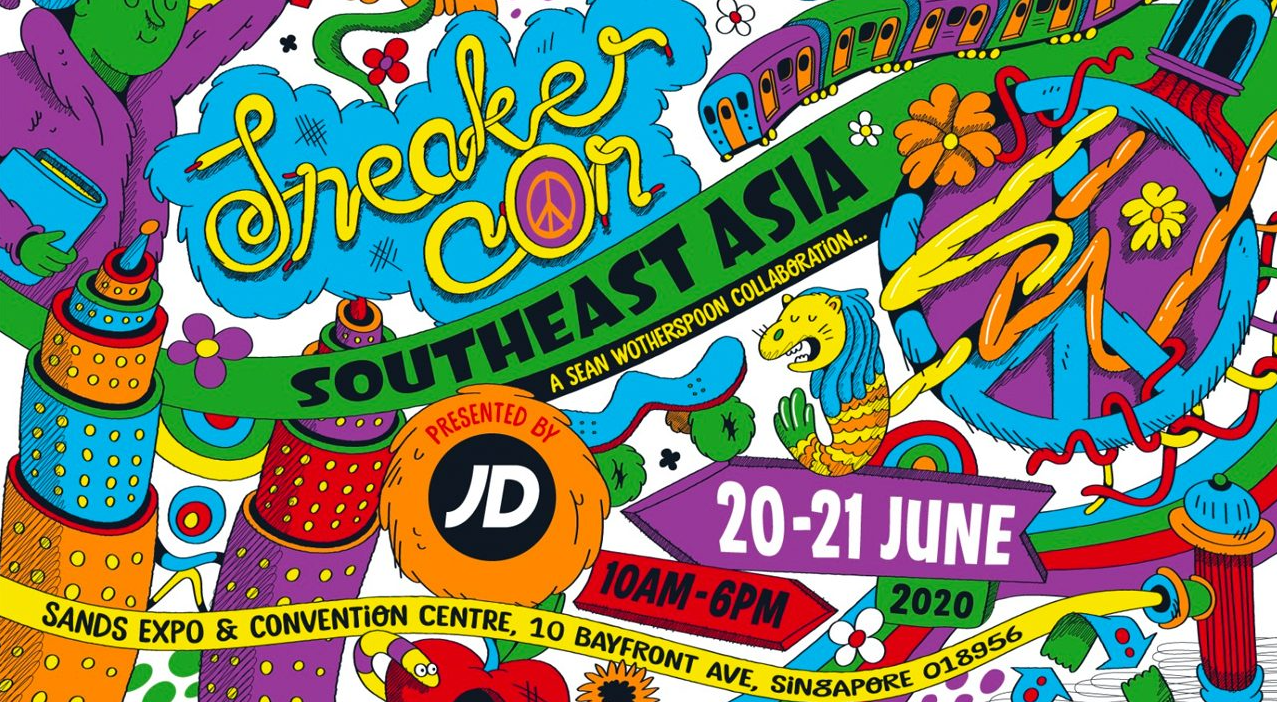 Sneaker
Con
SOUTHEAST ASIA
A SEAN WOTHERSPOON COLLABORATION...
PRESENTED BY
JD
20-21 JUNE
10AM-6PM
2020
SANDS EXPO & CONVENTION CENTRE, 10 BAYFRONT AVE, SINGAPORE 018956